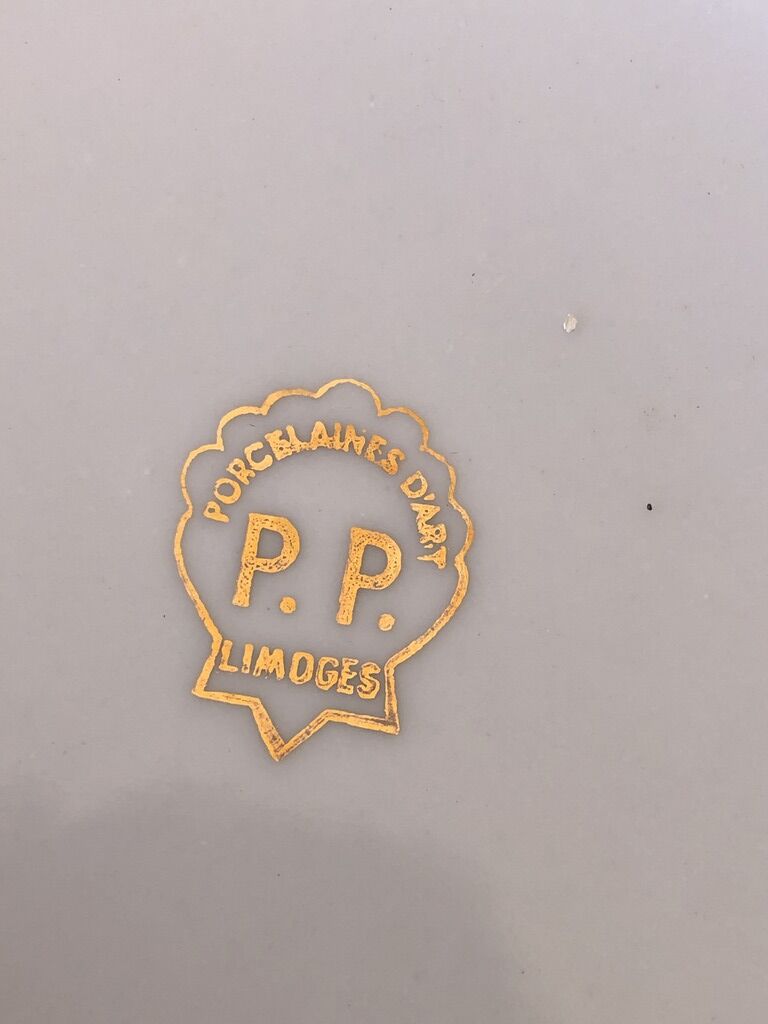 PORCELAINES D'ART
P. P.
LIMOGES